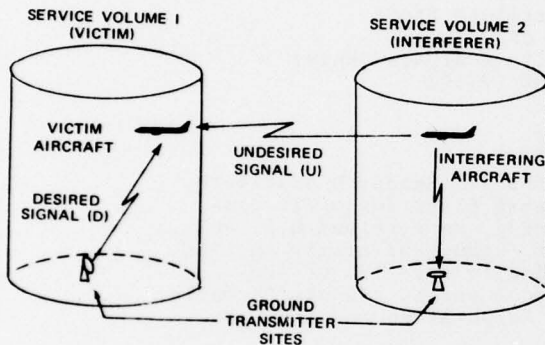 SERVICE VOLUME 1
(VICTIM)
SERVICE VOLUME 2
(INTERFERER)
VICTIM
AIRCRAFT
UNDESIRED
SIGNAL (U)
INTERFERING
AIRCRAFT
DESIRED
SIGNAL (D)
GROUND
TRANSMITTER
SITES